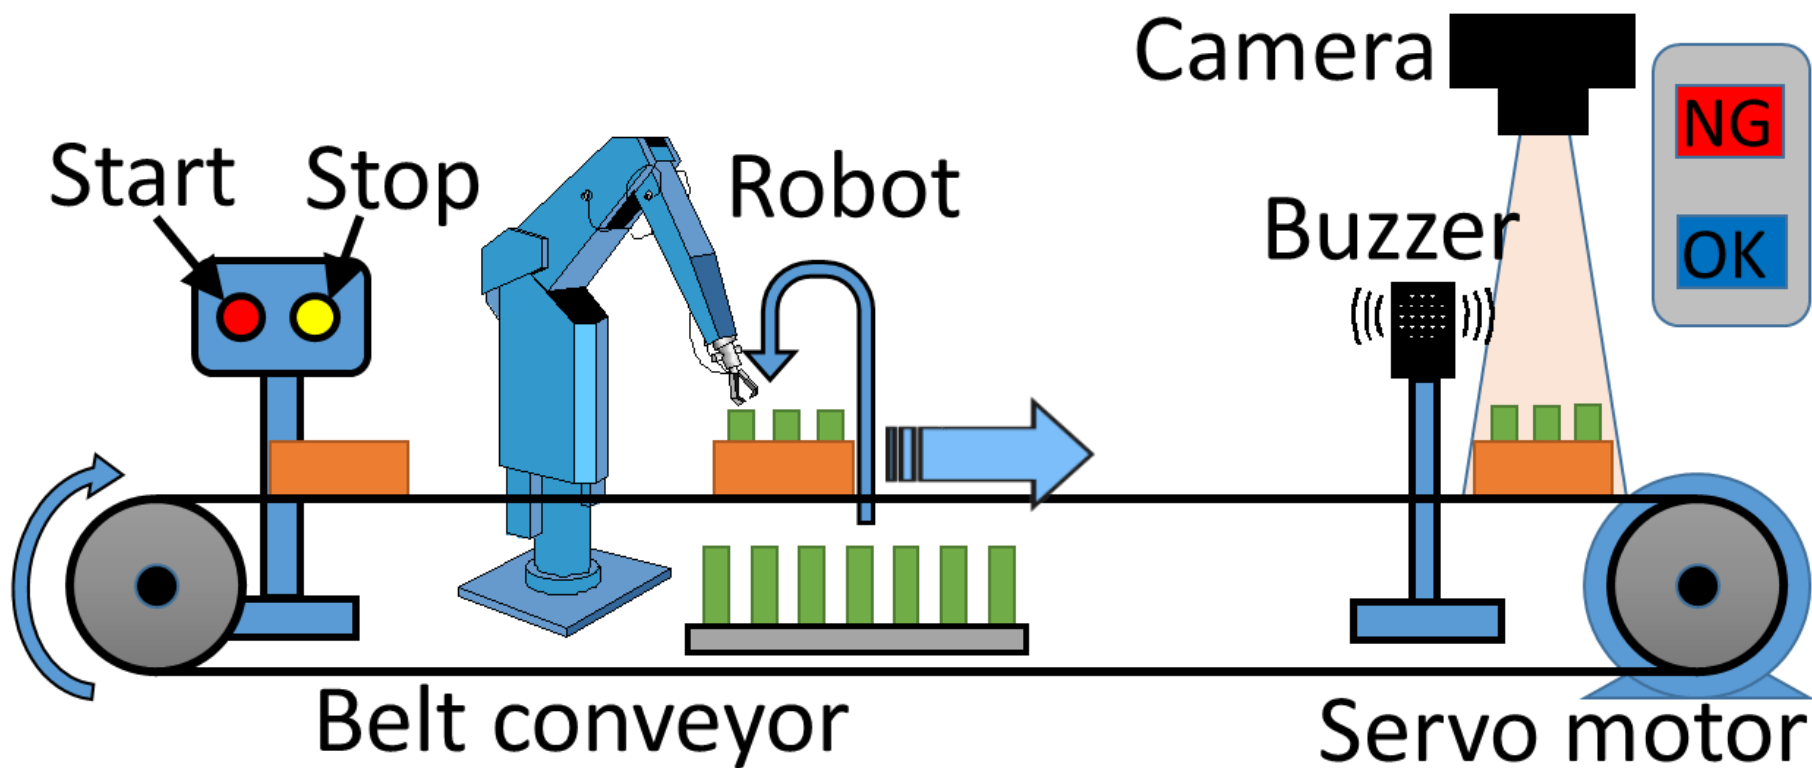 Camera
NG
Start
Stop
Robot
Buzzer
OK
Belt conveyor
Servo motor